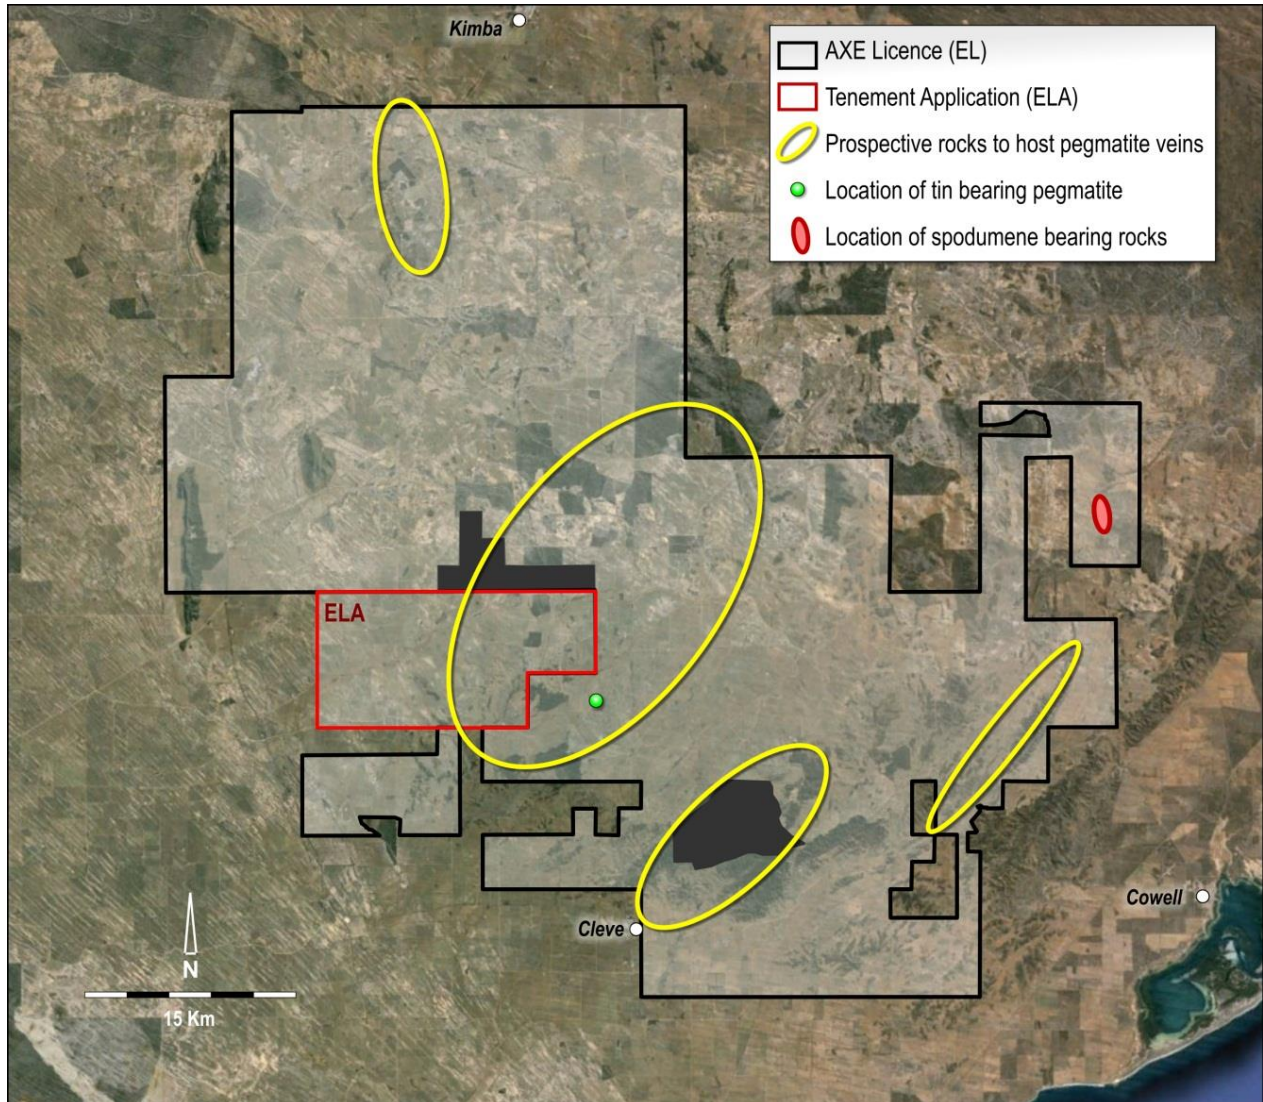 Kimba
AXE Licence (EL)
Tenement Application (ELA)
Prospective rocks to host pegmatite veins
Location of tin bearing pegmatite
Location of spodumene bearing rocks
ELA
Cowell
Cleve
N
15 Km